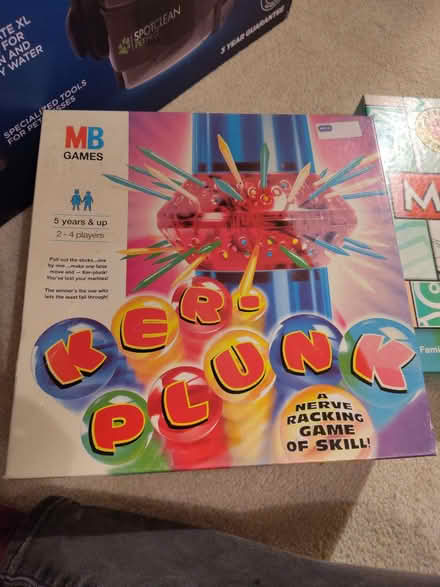 TE XL
FOR
N AND
Y WATER
SPOTCLEAN
PET PRO
3 YEAR GUARANTEE
SPECIALIZED TOOLS
FOR PET MESSES
MB
GAMES
5 years & up
2 - 4 players
Pull out the sticks...one
by one ...make one false
move and — Ker-plunk!
You've lost your marbles!
The winner's the one who
lets the least fall through!
KER-
PLUNK
A
NERVE
RACKING
GAME
OF SKILL!
M
Fami